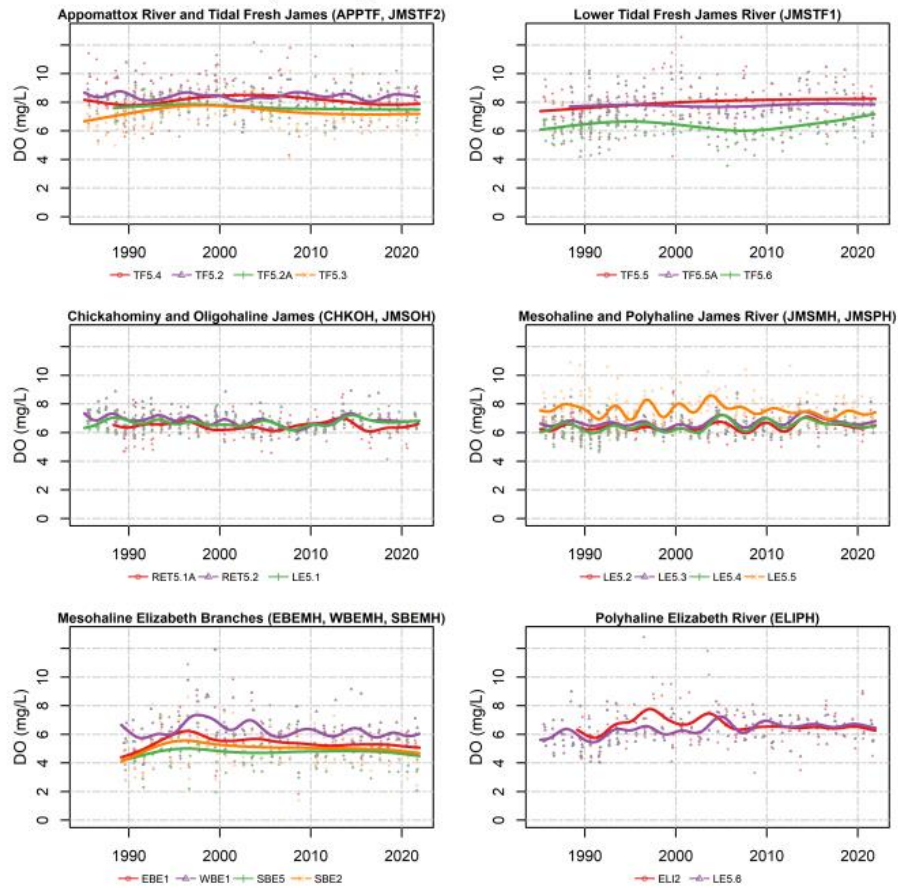 Appomattox River and Tidal Fresh James (APPTF, JMSTF2)
DO (mg/L)
10
8
6
4
2
0
1990 2000 2010 2020
TF5.4 TF5.2 TF5.2A TF5.3
Lower Tidal Fresh James River (JMSTF1)
DO (mg/L)
10
8
6
4
2
0
1990 2000 2010 2020
TF5.5 TF5.5A TF5.6
Chickahominy and Oligohaline James (CHKOH, JMSOH)
DO (mg/L)
10
8
6
4
2
0
1990 2000 2010 2020
RET5.1A RET5.2 LE5.1
Mesohaline and Polyhaline James River (JMSMH, JMSPH)
DO (mg/L)
10
8
6
4
2
0
1990 2000 2010 2020
LE5.2 LE5.3 LE5.4 LE5.5
Mesohaline Elizabeth Branches (EBEMH, WBEMH, SBEMH)
DO (mg/L)
10
8
6
4
2
0
1990 2000 2010 2020
EBE1 WBE1 SBE5 SBE2
Polyhaline Elizabeth River (ELIPH)
DO (mg/L)
10
8
6
4
2
0
1990 2000 2010 2020
ELI2 LE5.6